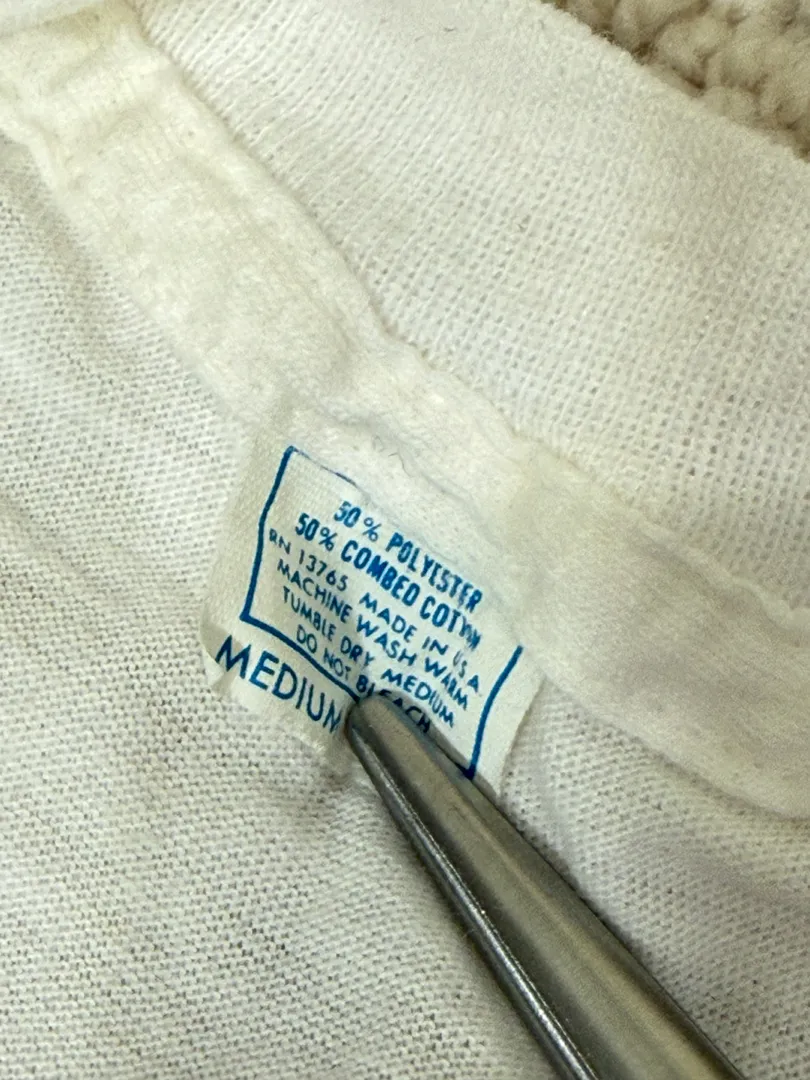 50% POLYESTER
50% COMBED COTTON
RN 13765 MADE IN U.S.A.
MACHINE WASH WARM
TUMBLE DRY MEDIUM
DO NOT BLEACH
MEDIUM